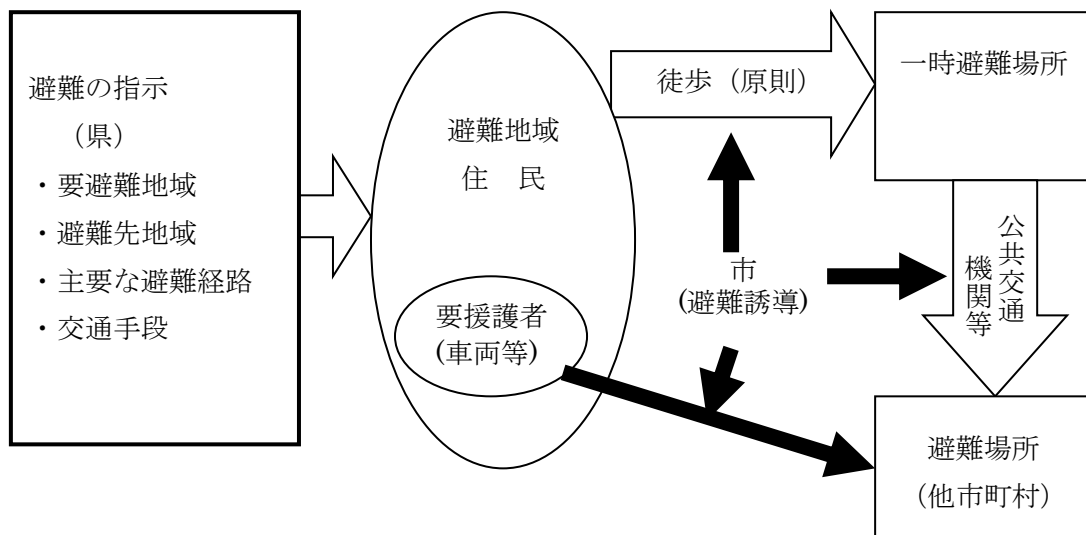 避難の指示
（県）
・要避難地域
・避難先地域
・主要な避難経路
・交通手段
避難地域
住　民
要援護者
(車両等)
徒歩（原則）
一時避難場所
市
(避難誘導)
公共交通
機関等
避難場所
（他市町村）